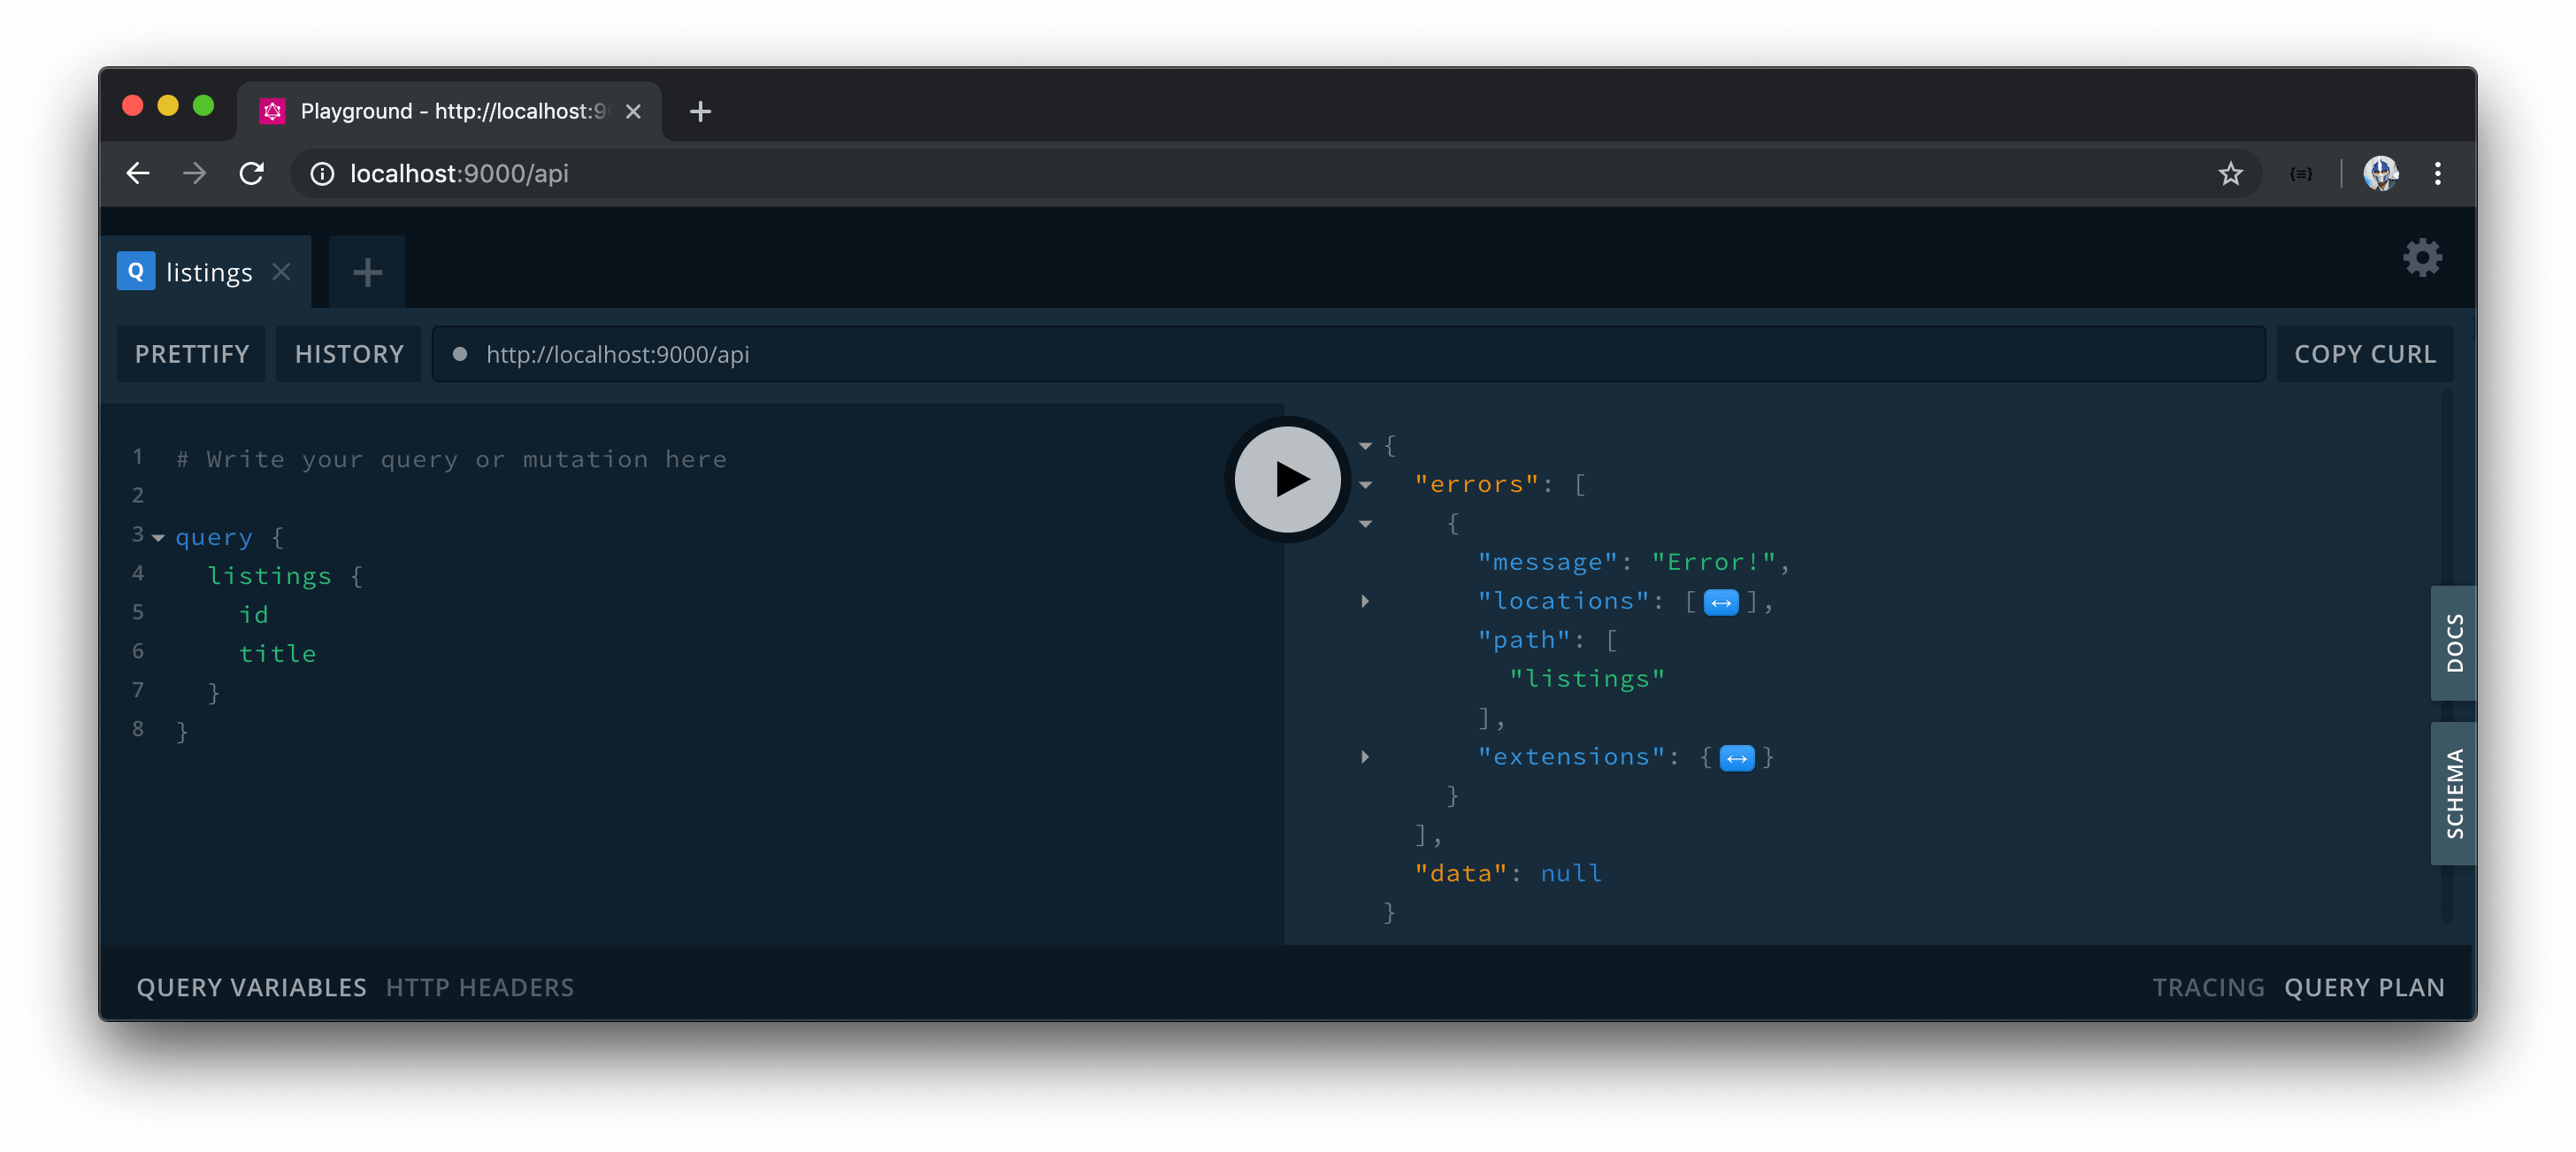 Playground - http://localhost:9
localhost:9000/api
Q listings
PRETTIFY HISTORY http://localhost:9000/api COPY CURL
1 # Write your query or mutation here
2
3 query {
4 listings {
5 id
6 title
7 }
8 }
{
"errors": [
{
"message": "Error!",
"locations": [↔],
"path": [
"listings"
],
"extensions": {↔}
}
],
"data": null
}
DOCS
SCHEMA
QUERY VARIABLES HTTP HEADERS TRACING QUERY PLAN